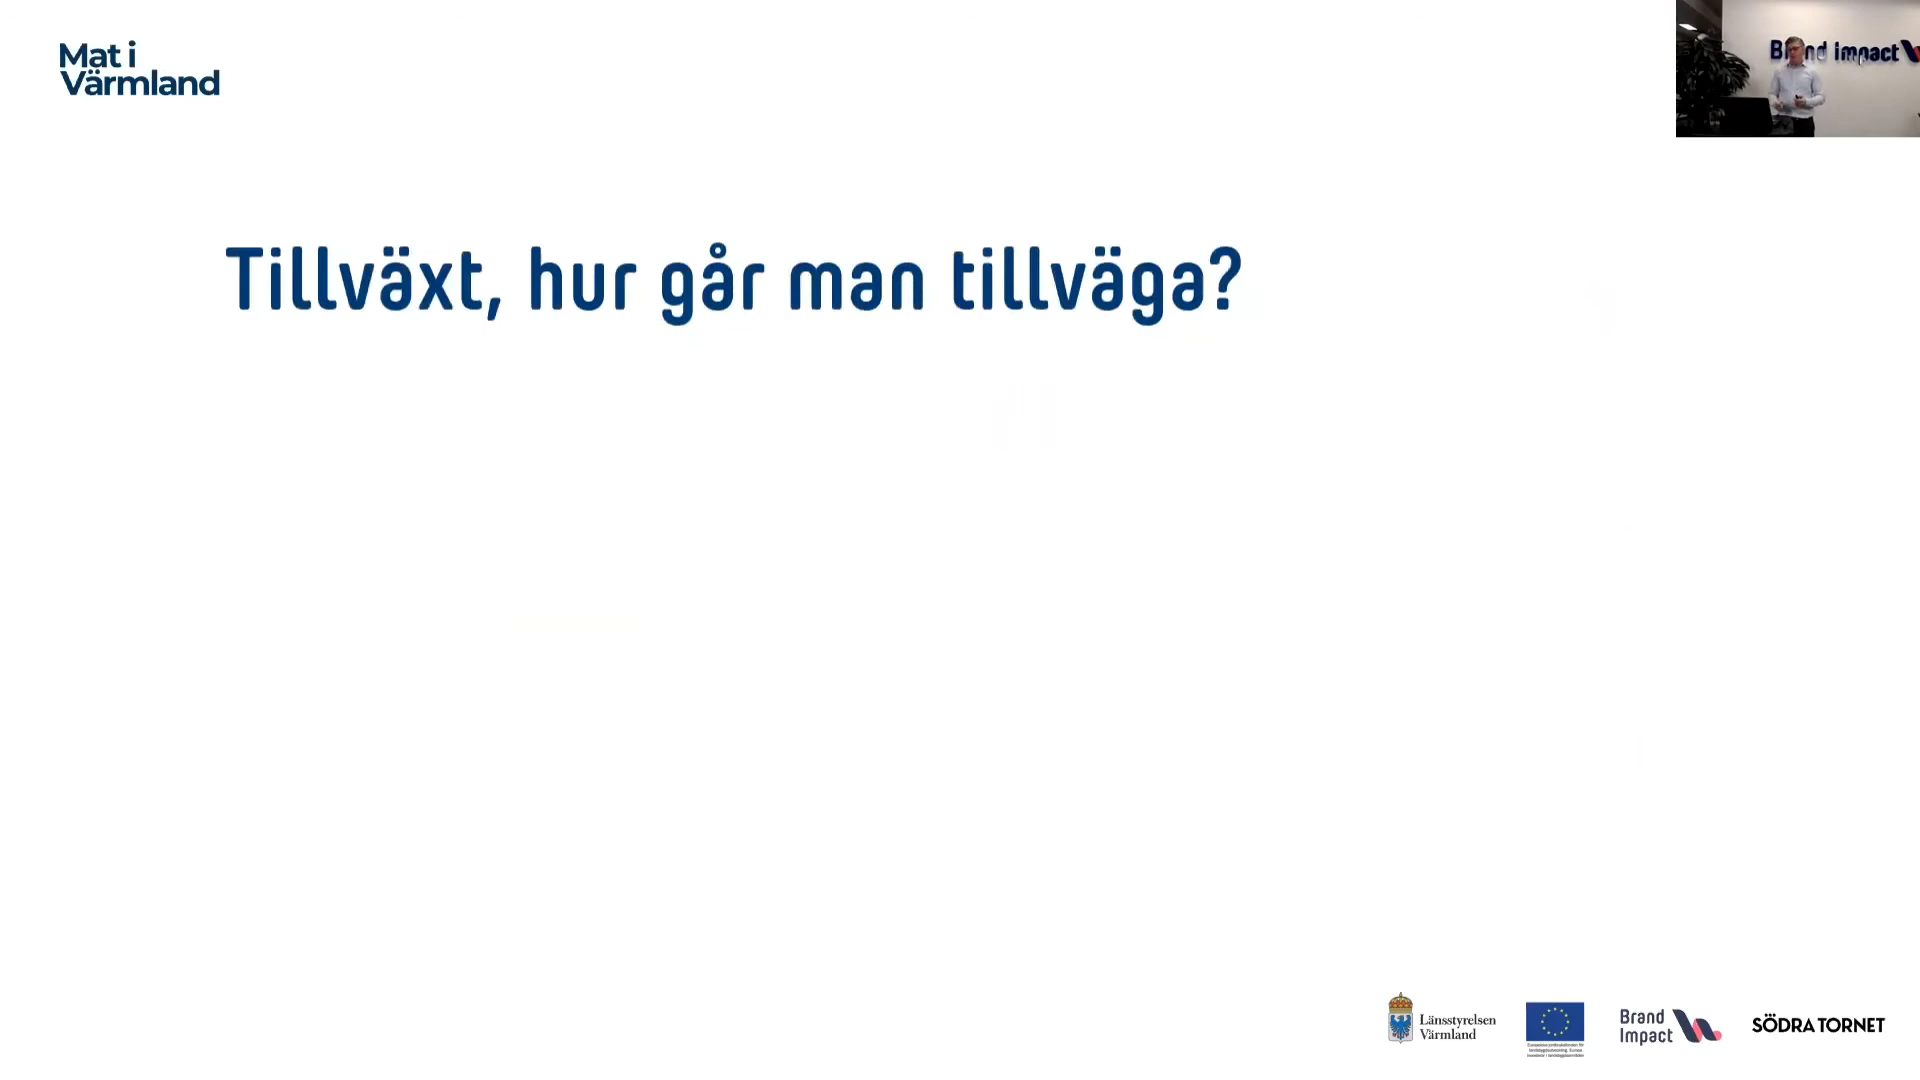 Mat i
Värmland
Brand impact
Tillväxt, hur går man tillväga?
Länsstyrelsen
Värmland
Brand
Impact
SÖDRA TORNET